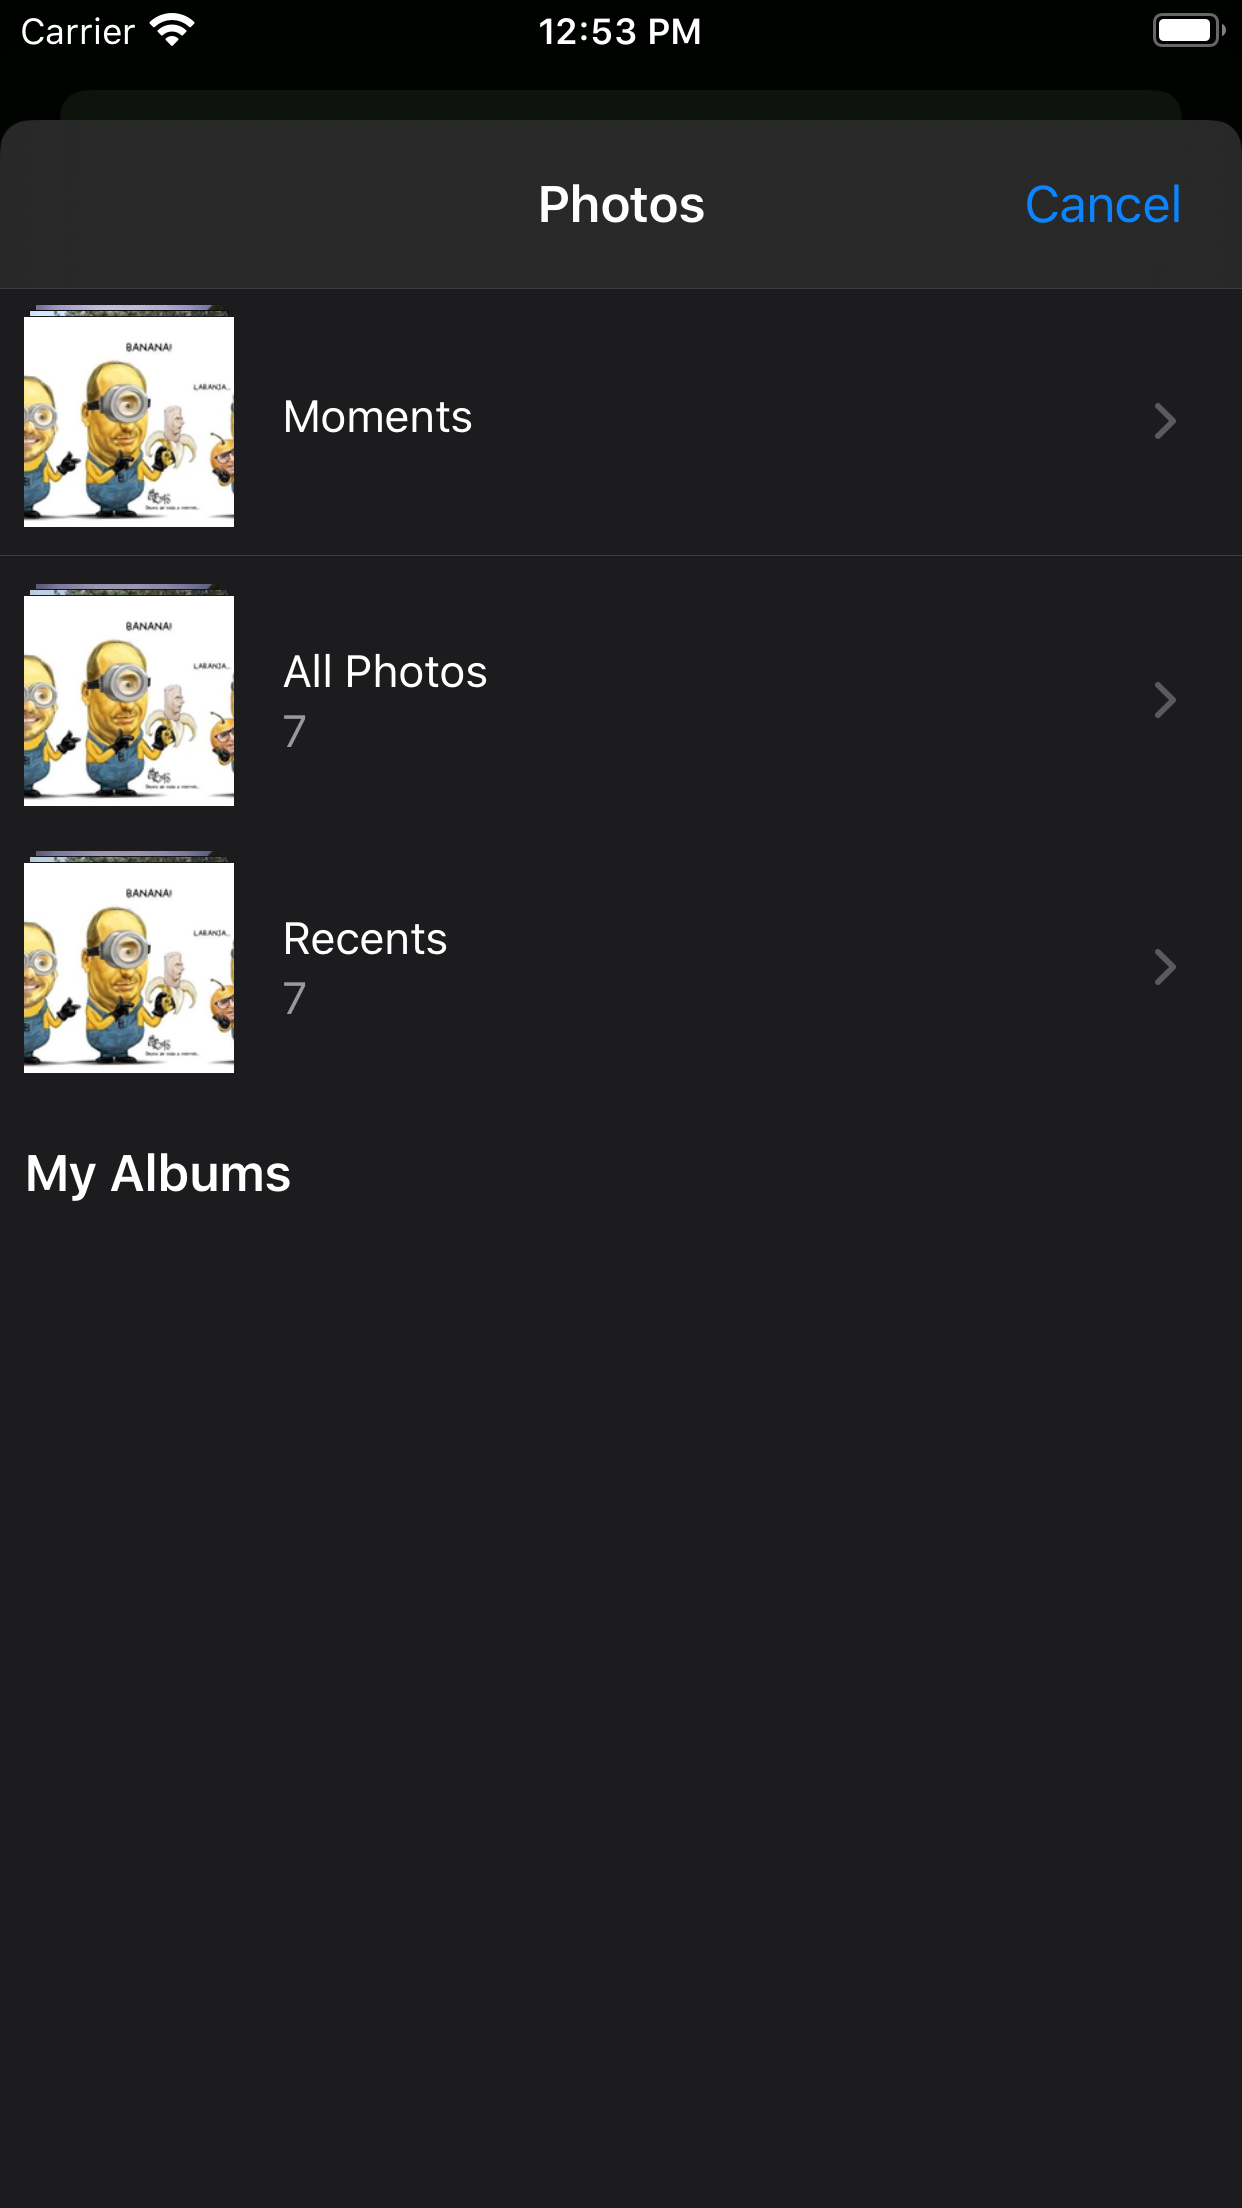 Carrier 12:53 PM
Photos Cancel
BANANA!
LARANJA...
Moments
BANANA!
LARANJA...
All Photos
7
BANANA!
LARANJA...
Recents
7
My Albums